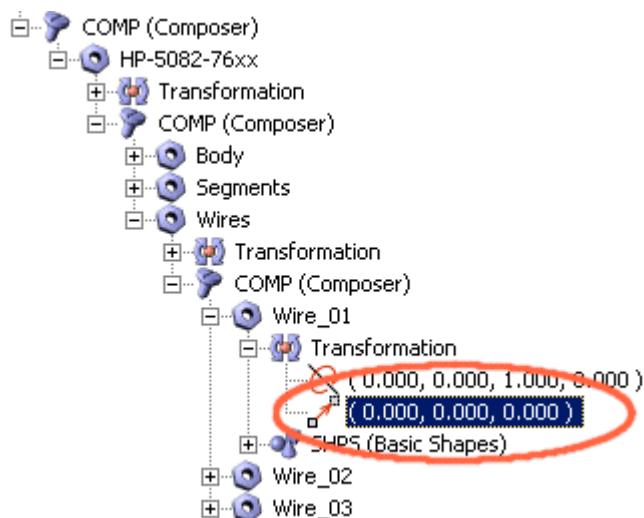 COMP (Composer)
HP-5082-76xx
Transformation
COMP (Composer)
Body
Segments
Wires
Transformation
COMP (Composer)
Wire_01
Transformation
( 0.000, 0.000, 1.000, 0.000 )
( 0.000, 0.000, 0.000 )
SHPS (Basic Shapes)
Wire_02
Wire_03